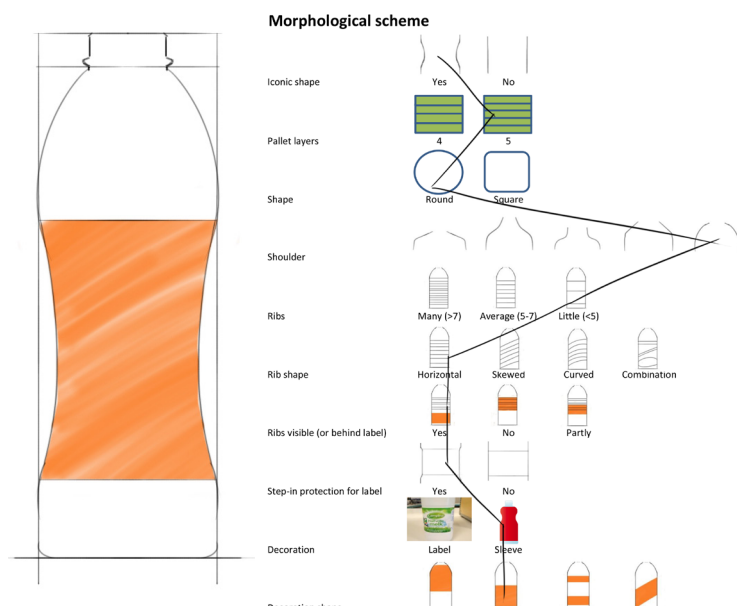 Morphological scheme
Iconic shape
Yes No
Pallet layers
4 5
Shape
Round Square
Shoulder
Ribs
Many (>7) Average (5-7) Little (<5)
Rib shape
Horizontal Skewed Curved Combination
Ribs visible (or behind label)
Yes No Partly
Step-in protection for label
Yes No
Decoration
Label Sleeve